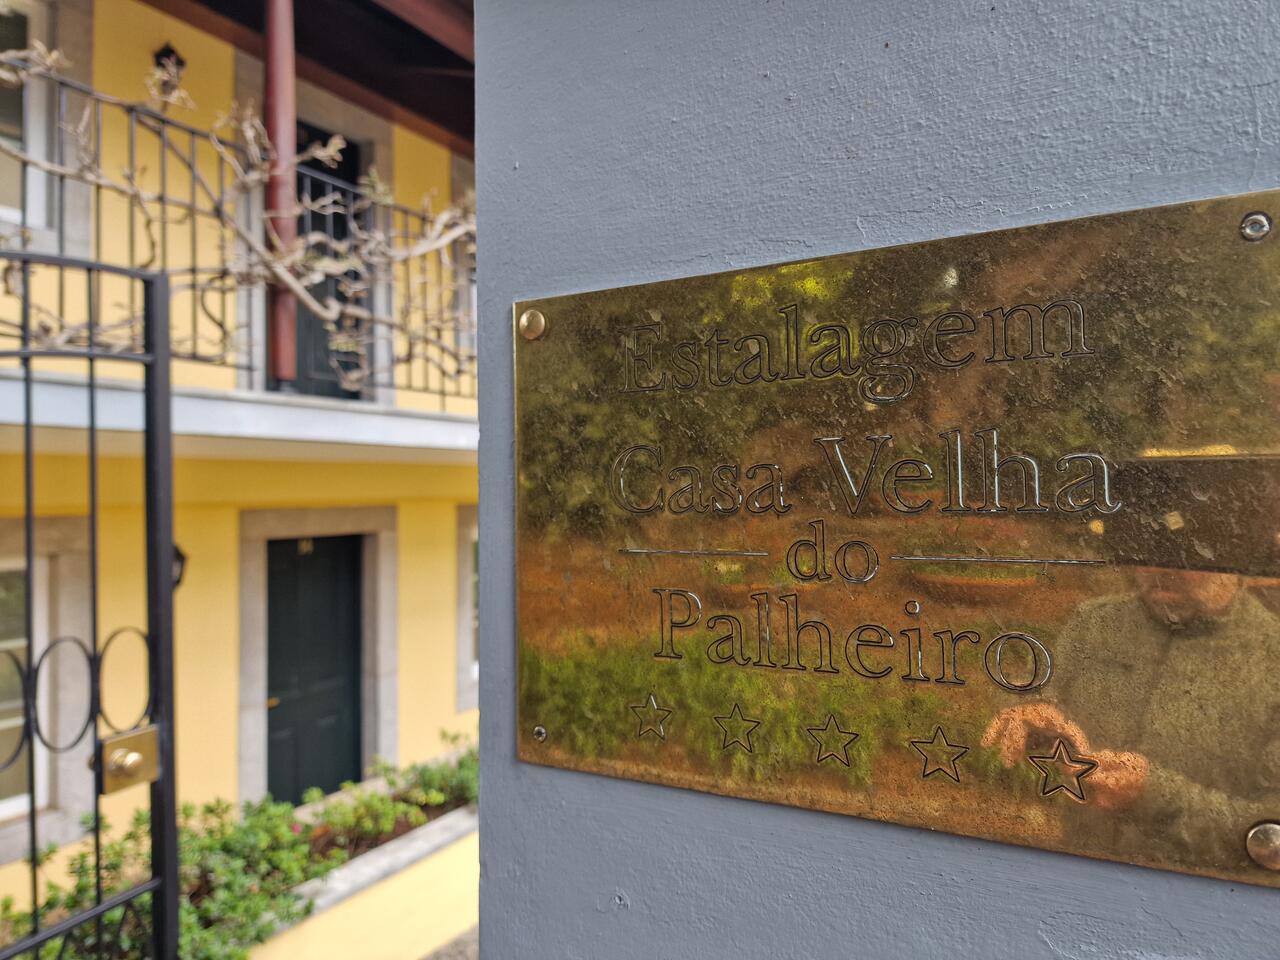 Estalagem
Casa Velha
do
Palheiro